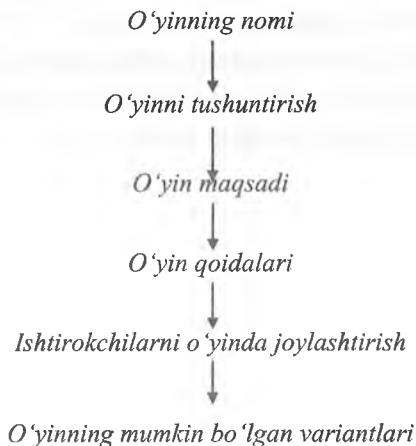 O‘yinning nomi
O‘yinni tushuntirish
O‘yin maqsadi
O‘yin qoidalari
Ishtirokchilarni o‘yinda joylashtirish
O‘yinning mumkin bo‘lgan variantlari